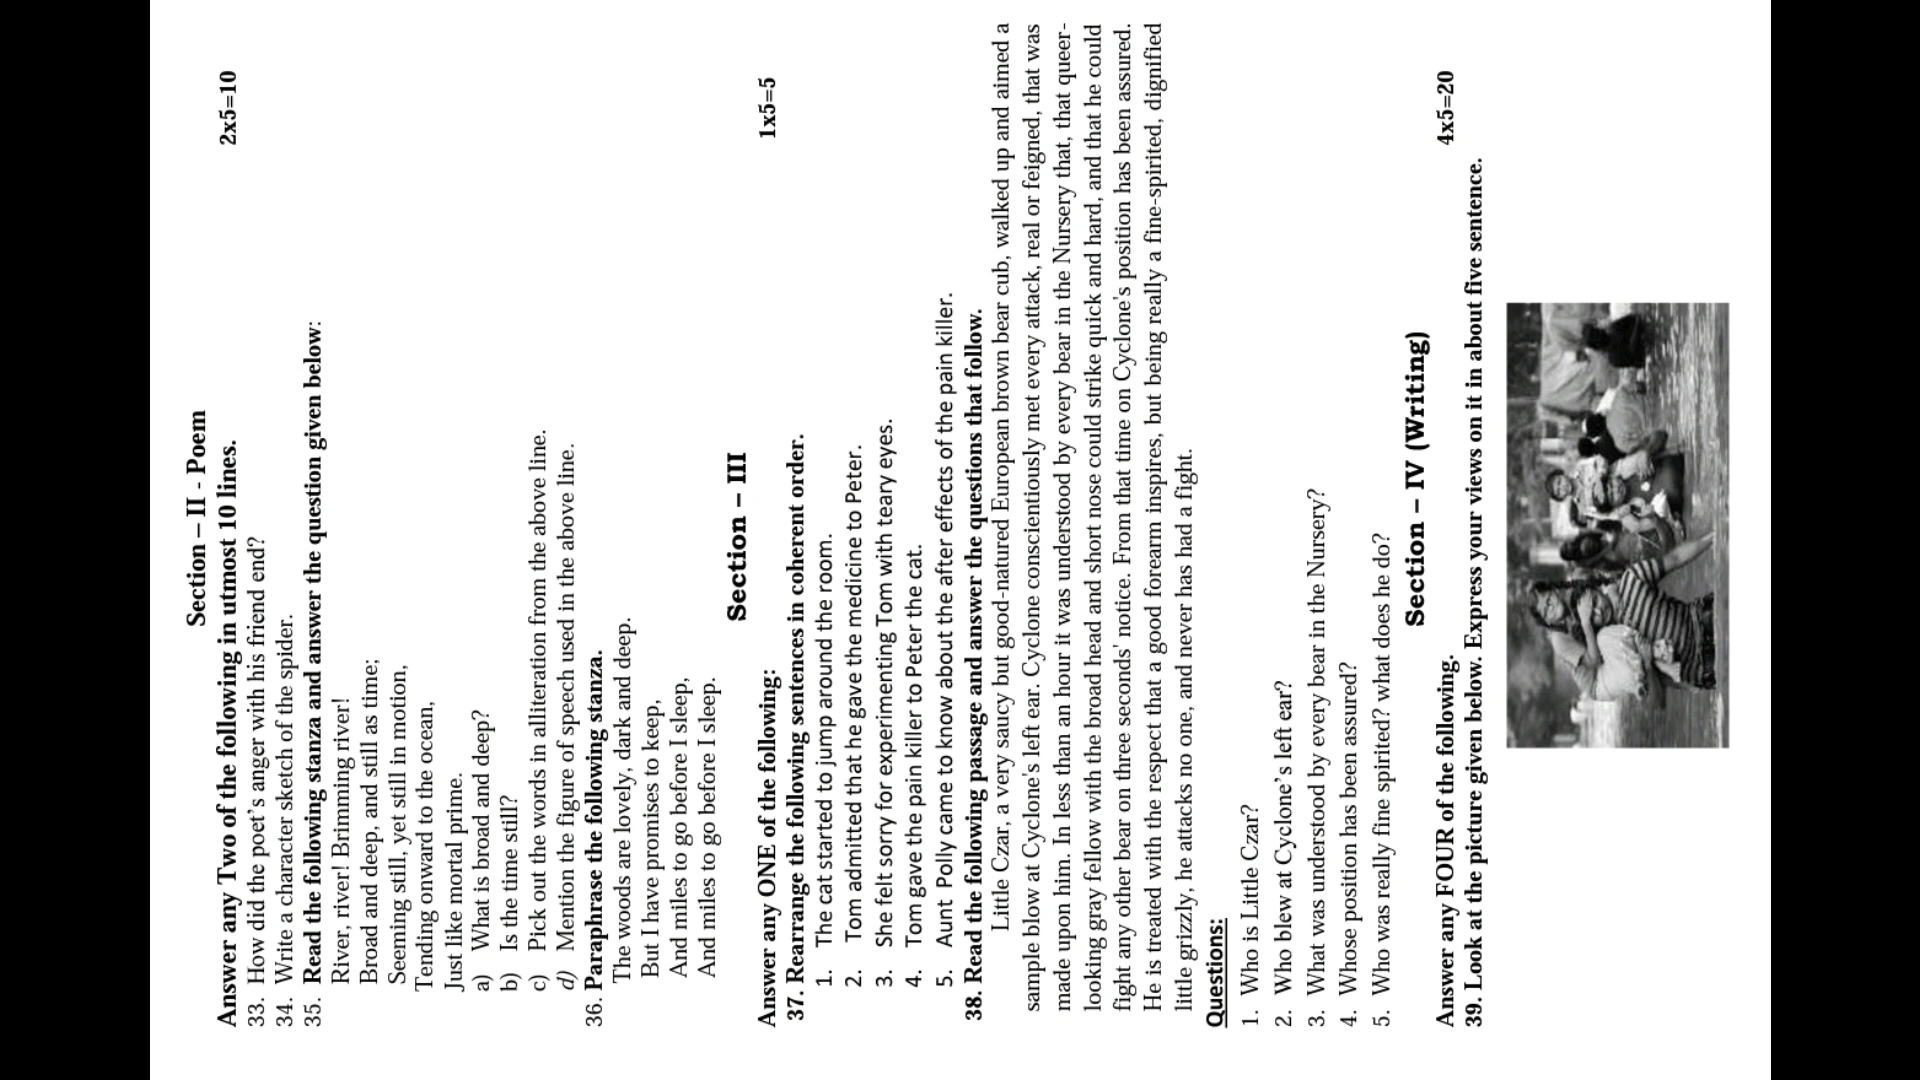 Section – II - Poem
Answer any Two of the following in utmost 10 lines. 2x5=10
33. How did the poet's anger with his friend end?
34. Write a character sketch of the spider.
35. Read the following stanza and answer the question given below:
River, river! Brimming river!
Broad and deep, and still as time;
Seeming still, yet still in motion,
Tending onward to the ocean,
Just like mortal prime.
a) What is broad and deep?
b) Is the time still?
c) Pick out the words in alliteration from the above line.
d) Mention the figure of speech used in the above line.
36. Paraphrase the following stanza.
The woods are lovely, dark and deep.
But I have promises to keep,
And miles to go before I sleep,
And miles to go before I sleep.
Section – III
Answer any ONE of the following: 1x5=5
37. Rearrange the following sentences in coherent order.
1. The cat started to jump around the room.
2. Tom admitted that he gave the medicine to Peter.
3. She felt sorry for experimenting Tom with teary eyes.
4. Tom gave the pain killer to Peter the cat.
5. Aunt Polly came to know about the after effects of the pain killer.
38. Read the following passage and answer the questions that follow.
Little Czar, a very saucy but good-natured European brown bear cub, walked up and aimed a
sample blow at Cyclone's left ear. Cyclone conscientiously met every attack, real or feigned, that was
made upon him. In less than an hour it was understood by every bear in the Nursery that, that queer-
looking gray fellow with the broad head and short nose could strike quick and hard, and that he could
fight any other bear on three seconds' notice. From that time on Cyclone's position has been assured.
He is treated with the respect that a good forearm inspires, but being really a fine-spirited, dignified
little grizzly, he attacks no one, and never has had a fight.
Questions:
1. Who is Little Czar?
2. Who blew at Cyclone's left ear?
3. What was understood by every bear in the Nursery?
4. Whose position has been assured?
5. Who was really fine spirited? what does he do?
Section – IV (Writing)
Answer any FOUR of the following. 4x5=20
39. Look at the picture given below. Express your views on it in about five sentence.